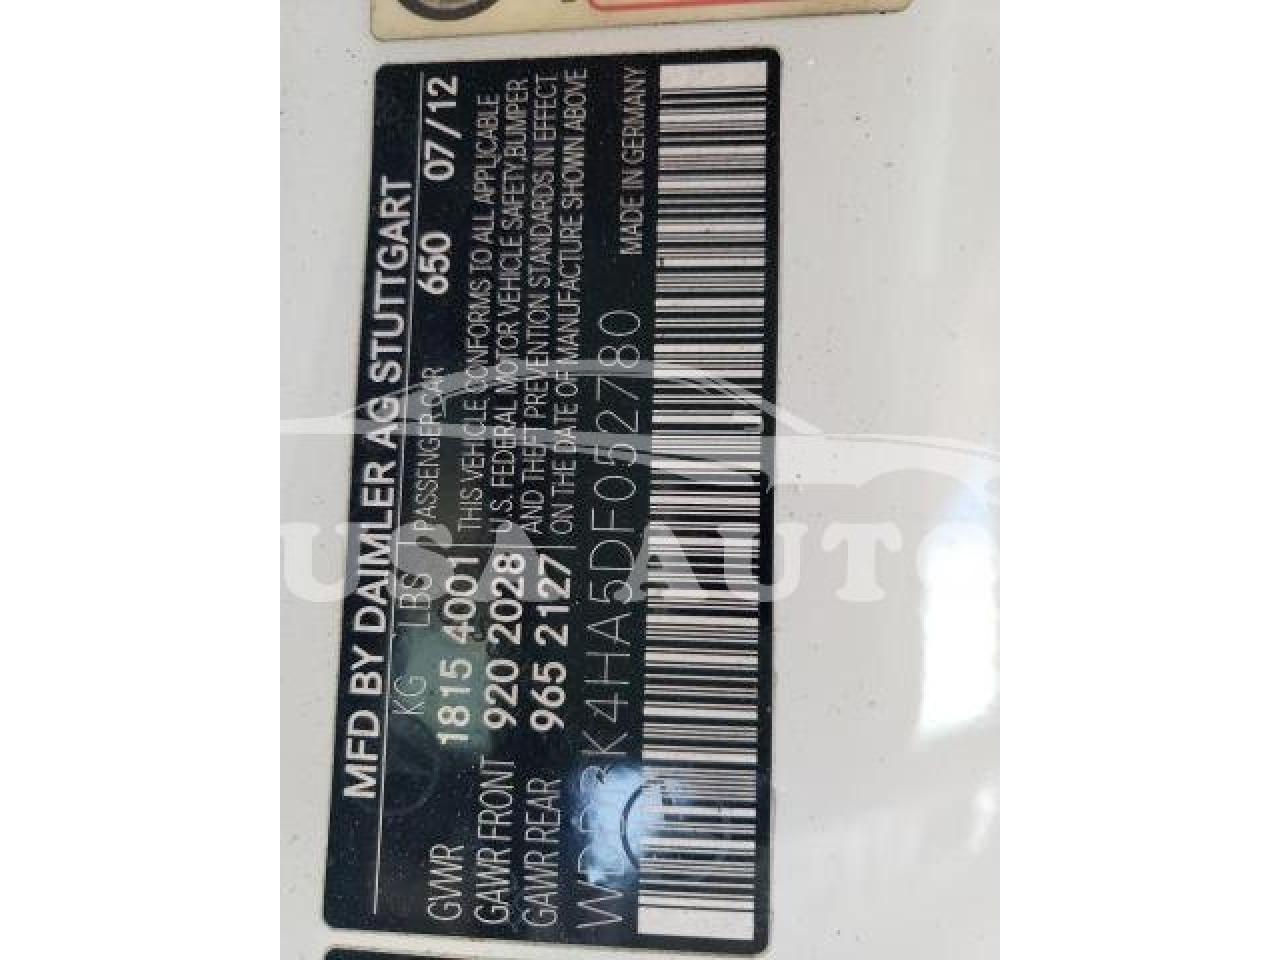 MFD BY DAIMLER AG STUTTGART
KG LBS PASSENGER CAR 650 07/12
GVWR 1815 4001 THIS VEHICLE CONFORMS TO ALL APPLICABLE
GAWR FRONT 920 2028 U.S. FEDERAL MOTOR VEHICLE SAFETY,BUMPER
GAWR REAR 965 2127 AND THEFT PREVENTION STANDARDS IN EFFECT
ON THE DATE OF MANUFACTURE SHOWN ABOVE
MADE IN GERMANY
USA AUTO